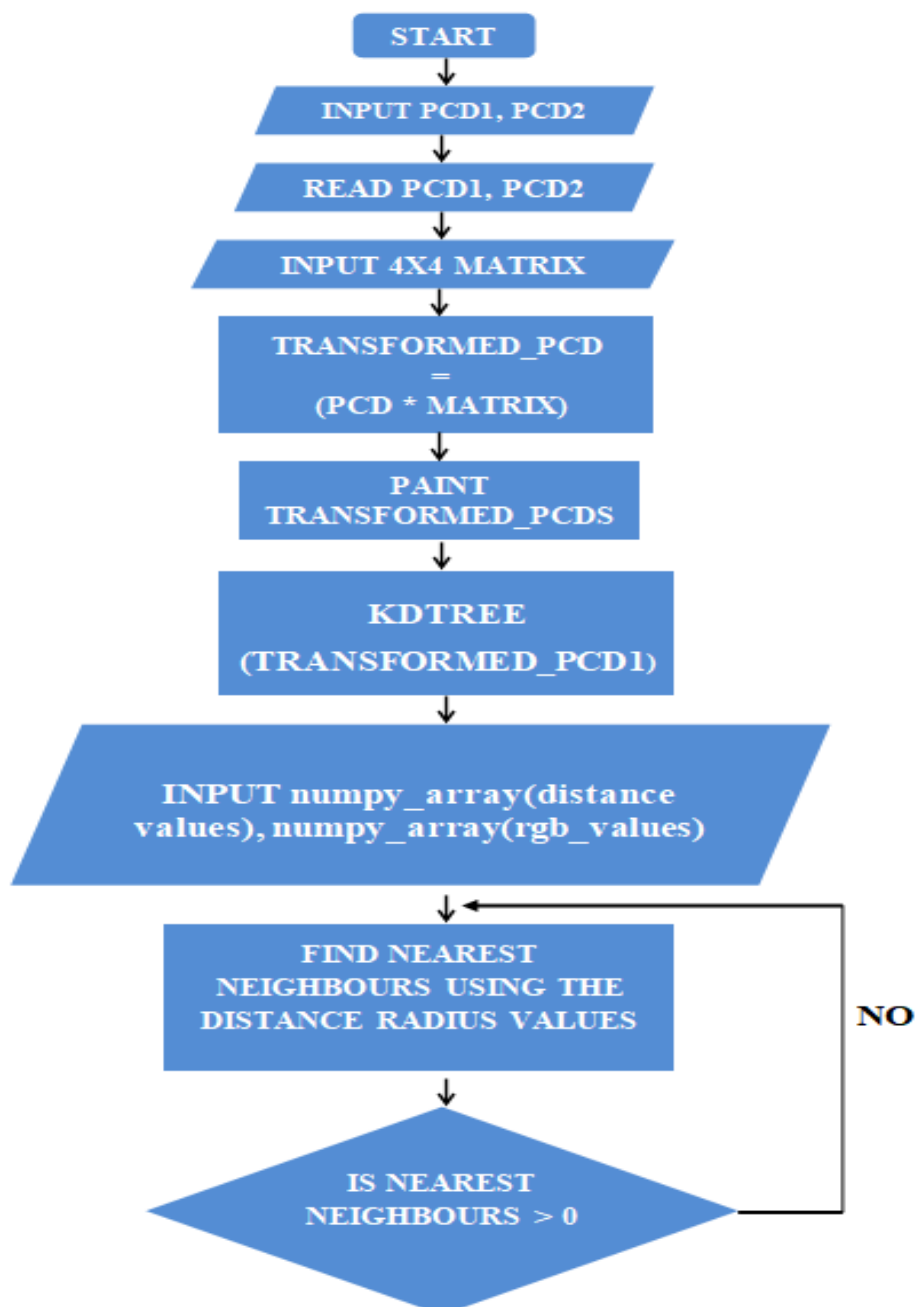 START
INPUT PCD1, PCD2
READ PCD1, PCD2
INPUT 4X4 MATRIX
TRANSFORMED_PCD
=
(PCD * MATRIX)
PAINT
TRANSFORMED_PCDS
KDTREE
(TRANSFORMED_PCD1)
INPUT numpy_array(distance
values), numpy_array(rgb_values)
FIND NEAREST
NEIGHBOURS USING THE
DISTANCE RADIUS VALUES
NO
IS NEAREST
NEIGHBOURS > 0